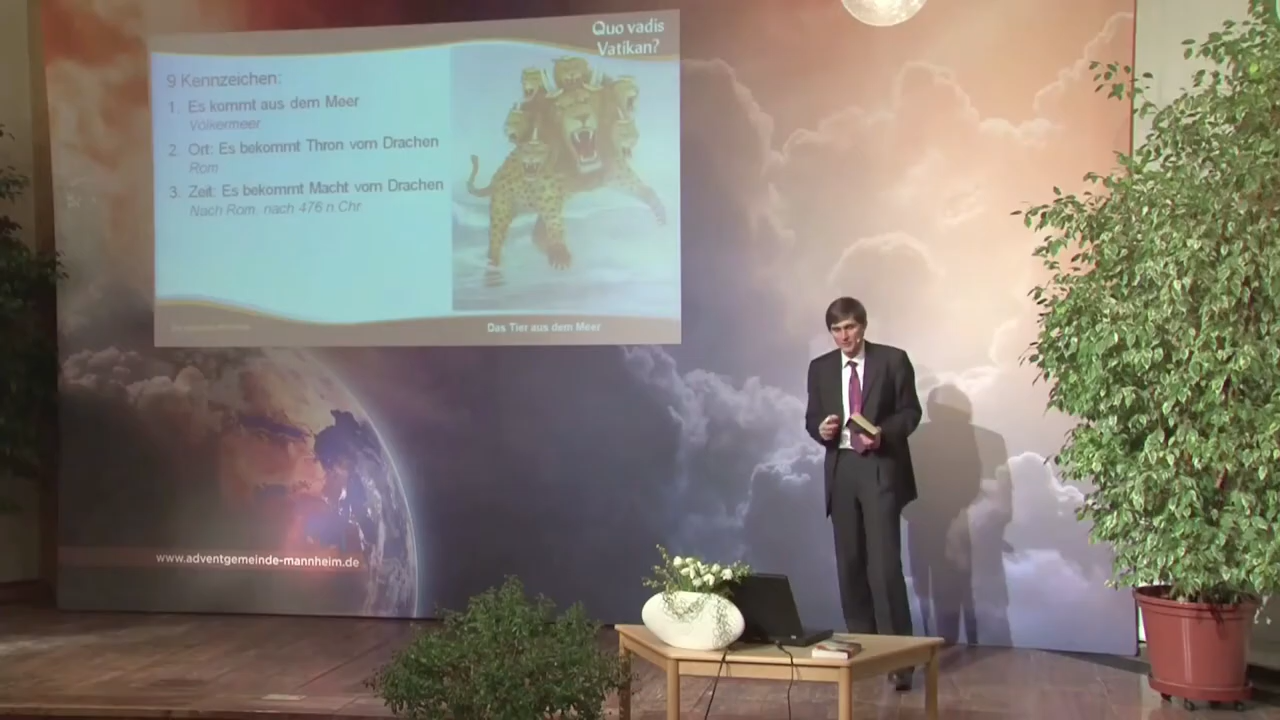 Quo vadis
Vatikan?
9 Kennzeichen:
1. Es kommt aus dem Meer
Völkermeer
2. Ort: Es bekommt Thron vom Drachen
Rom
3. Zeit: Es bekommt Macht vom Drachen
Nach Rom, nach 476 n.Chr
Das Tier aus dem Meer
www.adventgemeinde-mannheim.de